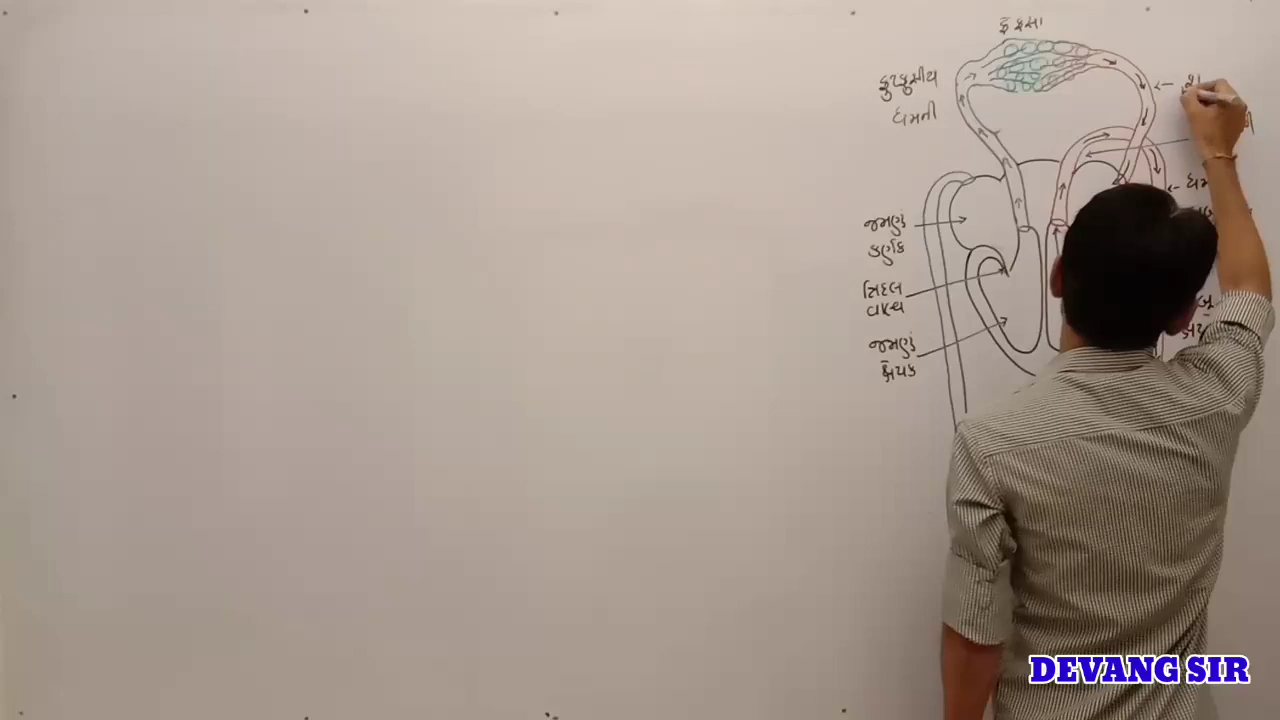 ફેફસા
ફુપ્ફુસીય
ધમની
જમણું
કર્ણક
ત્રિદલ
વાલ્વ
જમણું
ક્ષેપક
DEVANG SIR